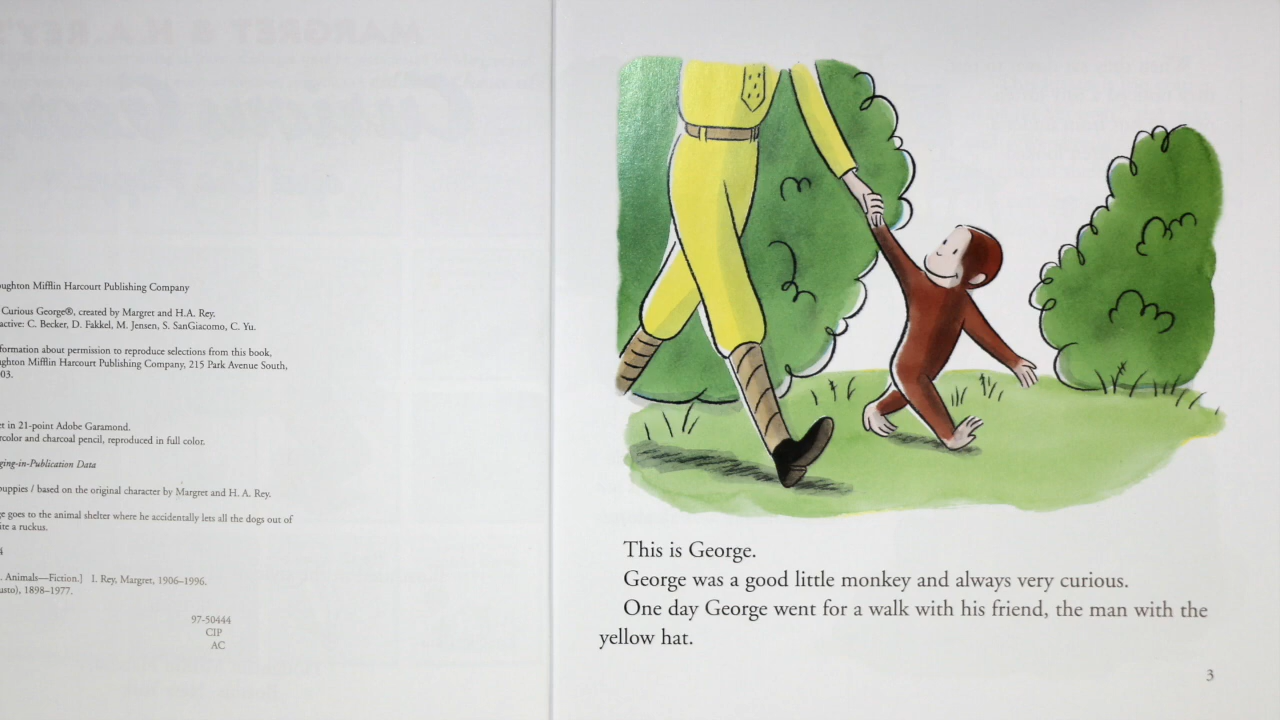 oughton Mifflin Harcourt Publishing Company
Curious George®, created by Margret and H.A. Rey.
active: C. Becker, D. Fakkel, M. Jensen, S. SanGiacomo, C. Yu.
formation about permission to reproduce selections from this book,
ughton Mifflin Harcourt Publishing Company, 215 Park Avenue South,
03.
et in 21-point Adobe Garamond.
rcolor and charcoal pencil, reproduced in full color.
ging-in-Publication Data
puppies / based on the original character by Margret and H. A. Rey.
ge goes to the animal shelter where he accidentally lets all the dogs out of
ite a ruckus.
4
. Animals—Fiction.] I. Rey, Margret, 1906–1996.
usto), 1898–1977.
97-50444
CIP
AC
This is George.
George was a good little monkey and always very curious.
One day George went for a walk with his friend, the man with the
yellow hat.
3